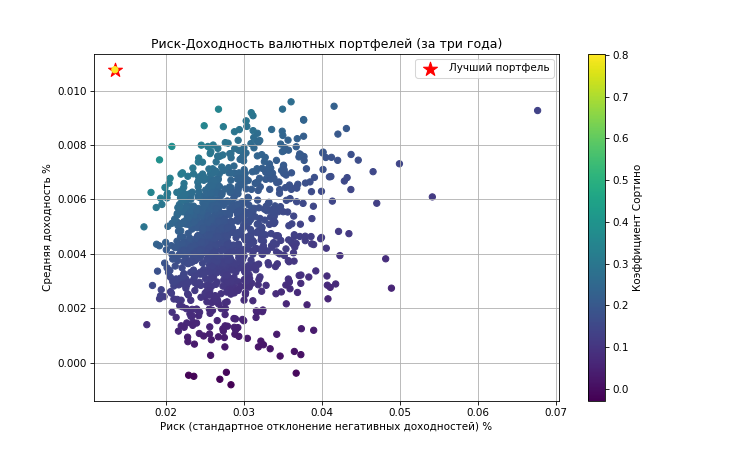 Риск-Доходность валютных портфелей (за три года)
Лучший портфель
Средняя доходность %
0.010
0.008
0.006
0.004
0.002
0.000
0.02 0.03 0.04 0.05 0.06 0.07
Риск (стандартное отклонение негативных доходностей) %
0.8
0.7
0.6
0.5
0.4
0.3
0.2
0.1
0.0
Коэффициент Сортино